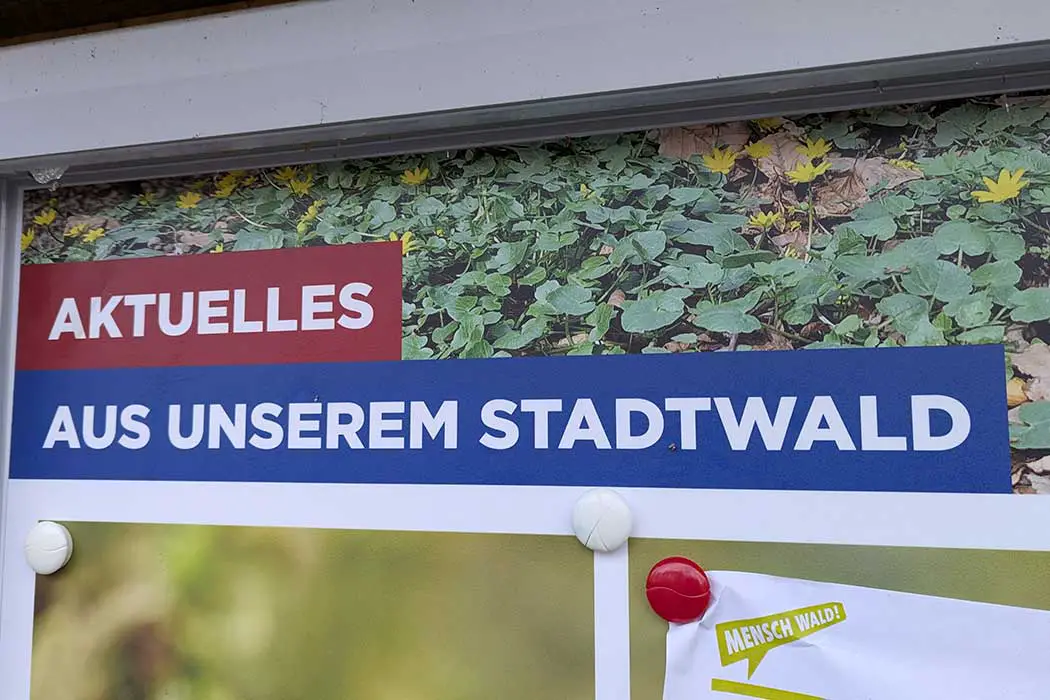 AKTUELLES
AUS UNSEREM STADTWALD
MENSCH WALD!